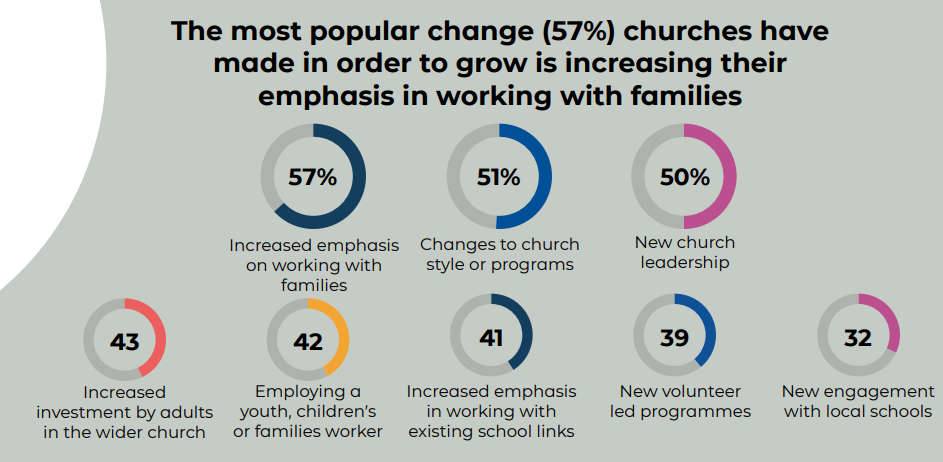 The most popular change (57%) churches have
made in order to grow is increasing their
emphasis in working with families
57%
Increased emphasis
on working with
families
51%
Changes to church
style or programs
50%
New church
leadership
43
Increased
investment by adults
in the wider church
42
Employing a
youth, children's
or families worker
41
Increased emphasis
in working with
existing school links
39
New volunteer
led programmes
32
New engagement
with local schools